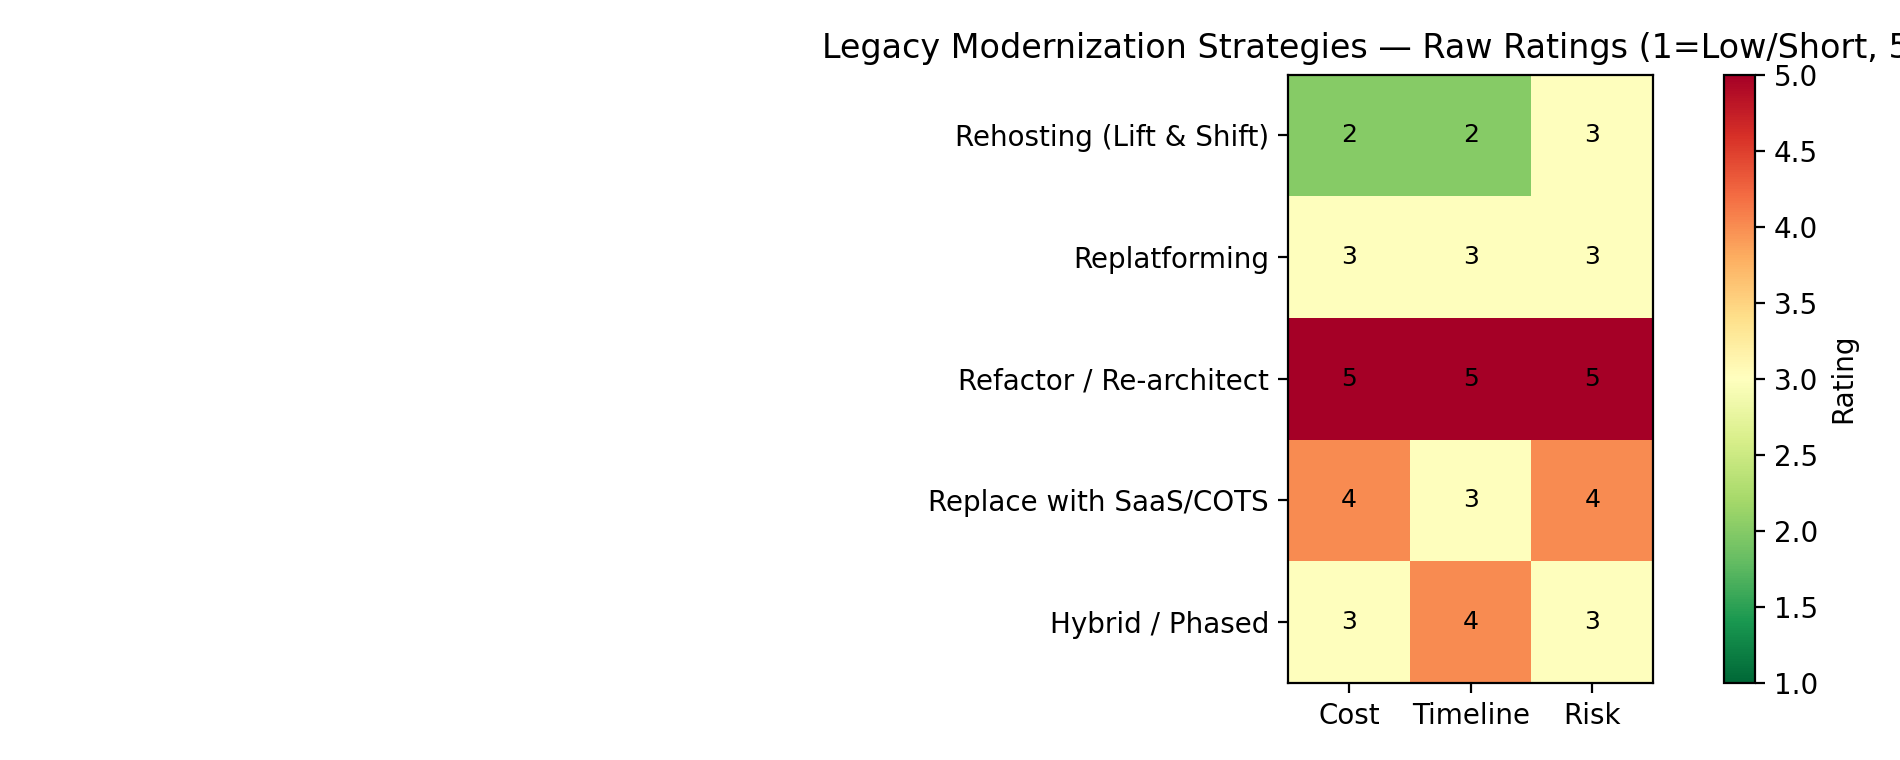 Legacy Modernization Strategies — Raw Ratings (1=Low/Short, 5
Rehosting (Lift & Shift) 2 2 3
Replatforming 3 3 3
Refactor / Re-architect 5 5 5
Replace with SaaS/COTS 4 3 4
Hybrid / Phased 3 4 3
Cost Timeline Risk
5.0
4.5
4.0
3.5
3.0
2.5
2.0
1.5
1.0
Rating